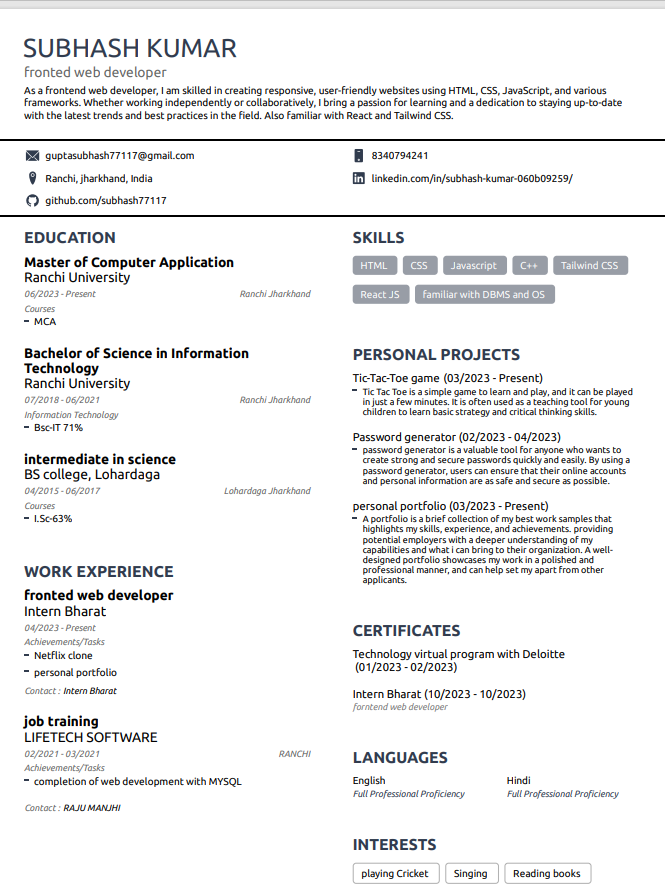 SUBHASH KUMAR
fronted web developer
As a frontend web developer, I am skilled in creating responsive, user-friendly websites using HTML, CSS, JavaScript, and various
frameworks. Whether working independently or collaboratively, I bring a passion for learning and a dedication to staying up-to-date
with the latest trends and best practices in the field. Also familiar with React and Tailwind CSS.
guptasubhash77117@gmail.com
8340794241
Ranchi, jharkhand, India
linkedin.com/in/subhash-kumar-060b09259/
github.com/subhash77117
EDUCATION
Master of Computer Application
Ranchi University
06/2023 - Present
Ranchi Jharkhand
Courses
- MCA
Bachelor of Science in Information
Technology
Ranchi University
07/2018 - 06/2021
Ranchi Jharkhand
Information Technology
- Bsc-IT 71%
intermediate in science
BS college, Lohardaga
04/2015 - 06/2017
Lohardaga Jharkhand
Courses
- I.Sc-63%
WORK EXPERIENCE
fronted web developer
Intern Bharat
04/2023 - Present
Achievements/Tasks
- Netflix clone
- personal portfolio
Contact : Intern Bharat
job training
LIFETECH SOFTWARE
02/2021 - 03/2021
RANCHI
Achievements/Tasks
- completion of web development with MYSQL
Contact : RAJU MANJHI
SKILLS
HTML CSS Javascript C++ Tailwind CSS
React JS familiar with DBMS and OS
PERSONAL PROJECTS
Tic-Tac-Toe game (03/2023 - Present)
- Tic Tac Toe is a simple game to learn and play, and it can be played
in just a few minutes. It is often used as a teaching tool for young
children to learn basic strategy and critical thinking skills.
Password generator (02/2023 - 04/2023)
- password generator is a valuable tool for anyone who wants to
create strong and secure passwords quickly and easily. By using a
password generator, users can ensure that their online accounts
and personal information are as safe and secure as possible.
personal portfolio (03/2023 - Present)
- A portfolio is a brief collection of my best work samples that
highlights my skills, experience, and achievements. providing
potential employers with a deeper understanding of my
capabilities and what i can bring to their organization. A well-
designed portfolio showcases my work in a polished and
professional manner, and can help set my apart from other
applicants.
CERTIFICATES
Technology virtual program with Deloitte
(01/2023 - 02/2023)
Intern Bharat (10/2023 - 10/2023)
forntend web developer
LANGUAGES
English
Full Professional Proficiency
Hindi
Full Professional Proficiency
INTERESTS
playing Cricket Singing Reading books